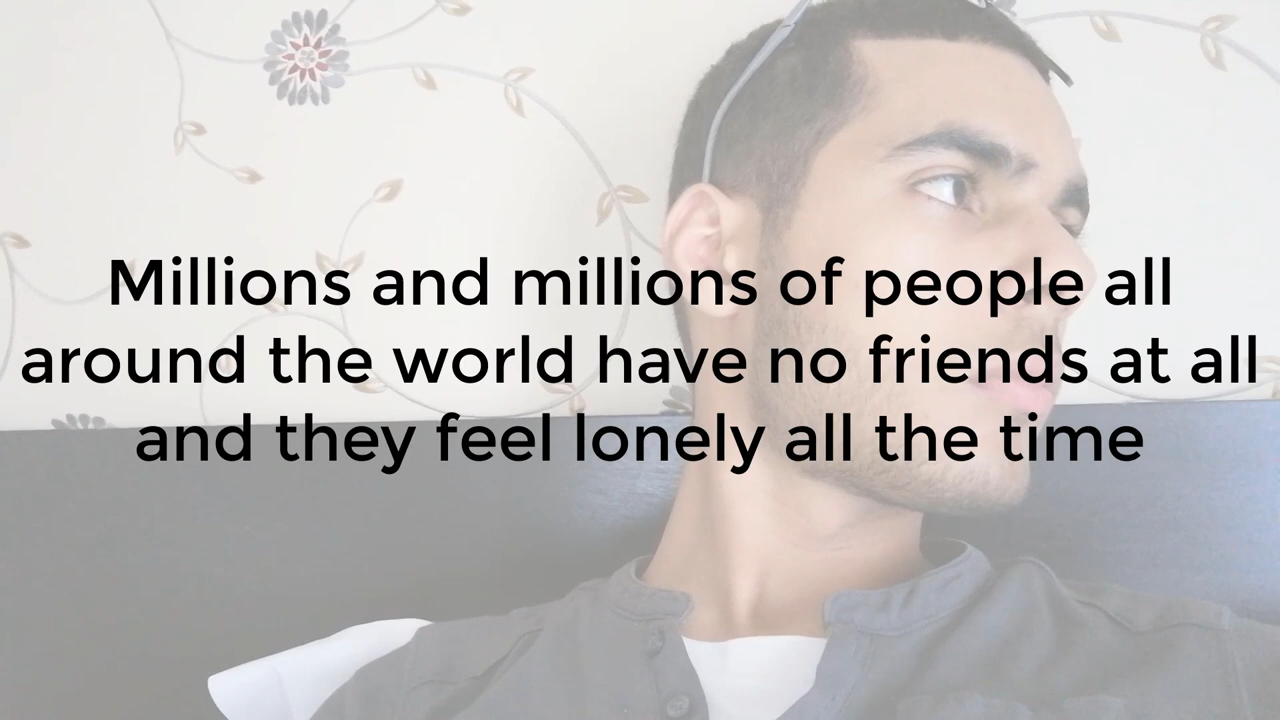 Millions and millions of people all
around the world have no friends at all
and they feel lonely all the time